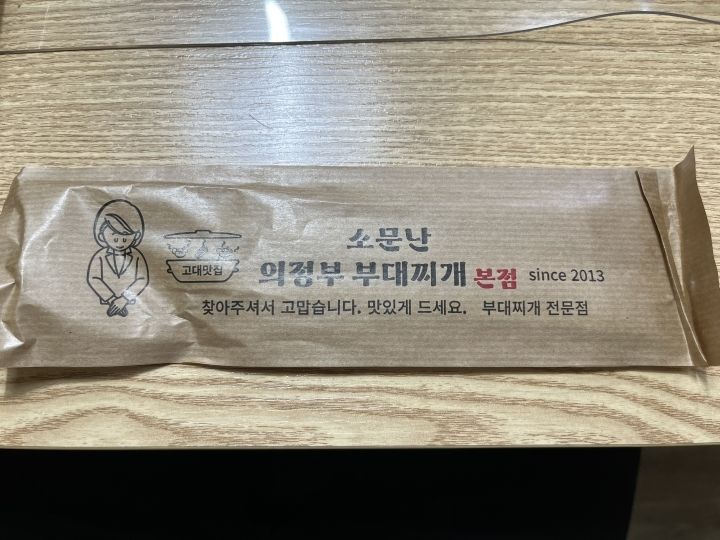 소문난
고대맛집
의정부 부대찌개 본점 since 2013
찾아주셔서 고맙습니다. 맛있게 드세요. 부대찌개 전문점